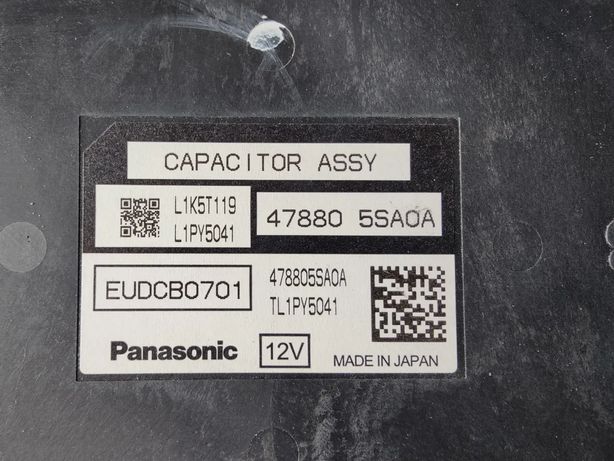 CAPACITOR ASSY
L1K5T119
L1PY5041
47880 5SA0A
EUDCB0701
478805SA0A
TL1PY5041
Panasonic
12V
MADE IN JAPAN